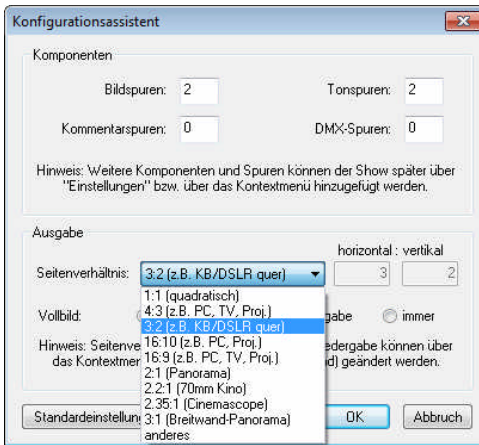 Konfigurationsassistent
Komponenten
Bildspuren: 2 Tonspuren: 2
Kommentarspuren: 0 DMX-Spuren: 0
Hinweis: Weitere Komponenten und Spuren können der Show später über
"Einstellungen" bzw. über das Kontextmenü hinzugefügt werden.
Ausgabe
horizontal : vertikal
Seitenverhältnis: 3:2 (z.B. KB/DSLR quer) 3 2
1:1 (quadratisch)
4:3 (z.B. PC, TV, Proj.)
3:2 (z.B. KB/DSLR quer)
16:10 (z.B. PC, TV, Proj.)
16:9 (z.B. PC, TV, Proj.)
2:1 (Panorama)
2.2:1 (70mm Kino)
2.35:1 (Cinemascope)
3:1 (Breitwand-Panorama)
anderes
Vollbild: gabe immer
Hinweis: Seitenve edergabe können über
das Kontextmen d) geändert werden.
Standardeinstellung OK Abbruch